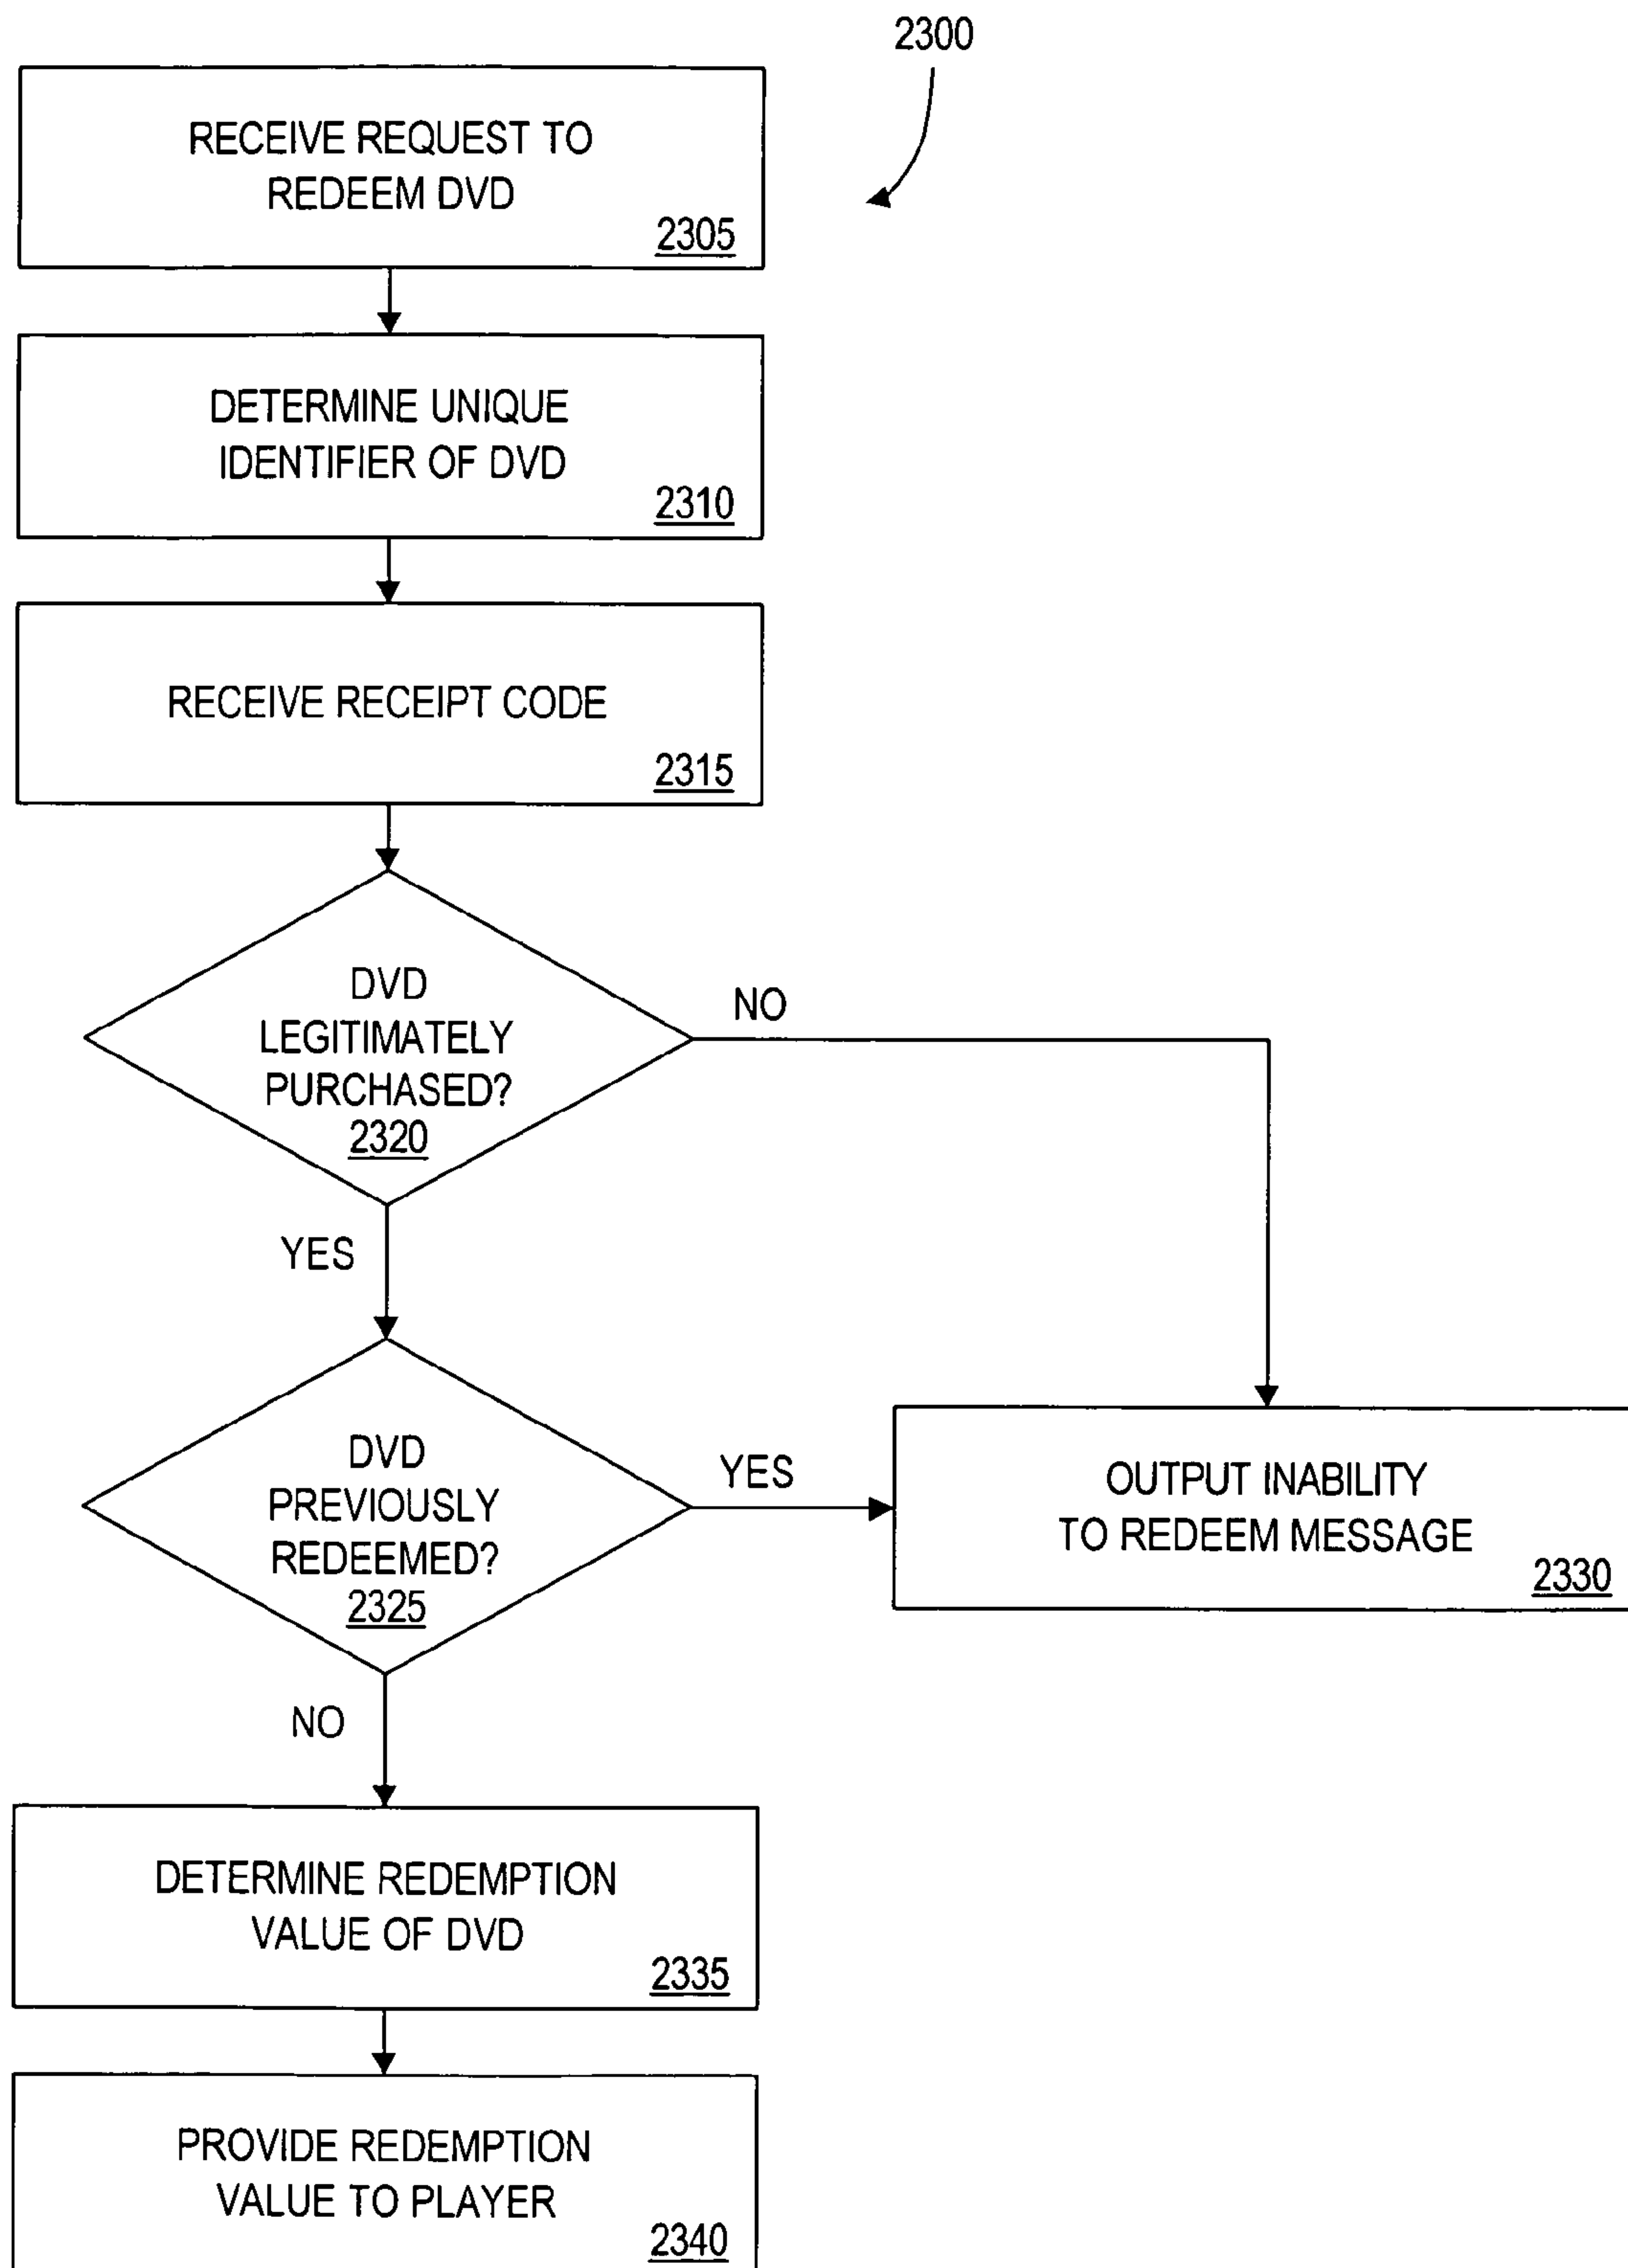 2300
RECEIVE REQUEST TO
REDEEM DVD
2305
DETERMINE UNIQUE
IDENTIFIER OF DVD
2310
RECEIVE RECEIPT CODE
2315
DVD
LEGITIMATELY
PURCHASED?
2320
NO
YES
DVD
PREVIOUSLY
REDEEMED?
2325
YES
OUTPUT INABILITY
TO REDEEM MESSAGE
2330
NO
DETERMINE REDEMPTION
VALUE OF DVD
2335
PROVIDE REDEMPTION
VALUE TO PLAYER
2340